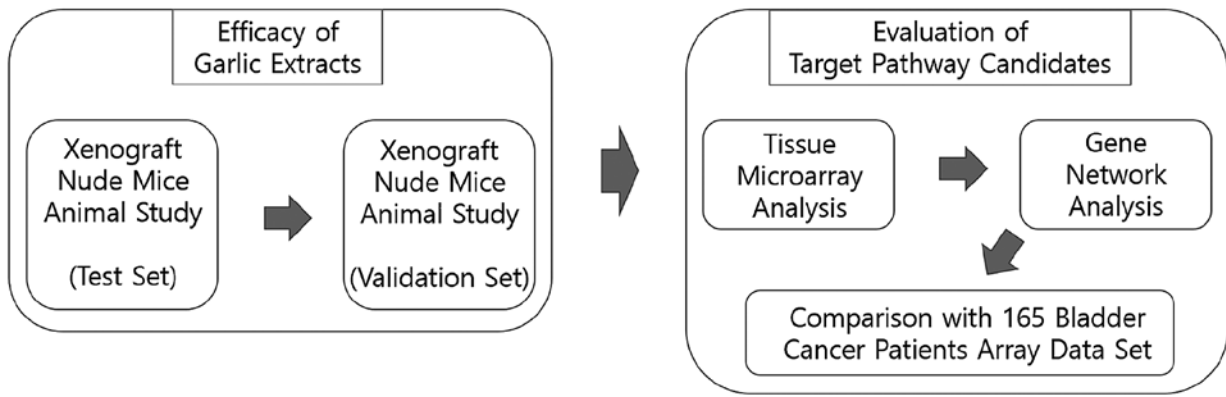 Efficacy of
Garlic Extracts
Xenograft
Nude Mice
Animal Study
(Test Set)
Xenograft
Nude Mice
Animal Study
(Validation Set)
Evaluation of
Target Pathway Candidates
Tissue
Microarray
Analysis
Gene
Network
Analysis
Comparison with 165 Bladder
Cancer Patients Array Data Set